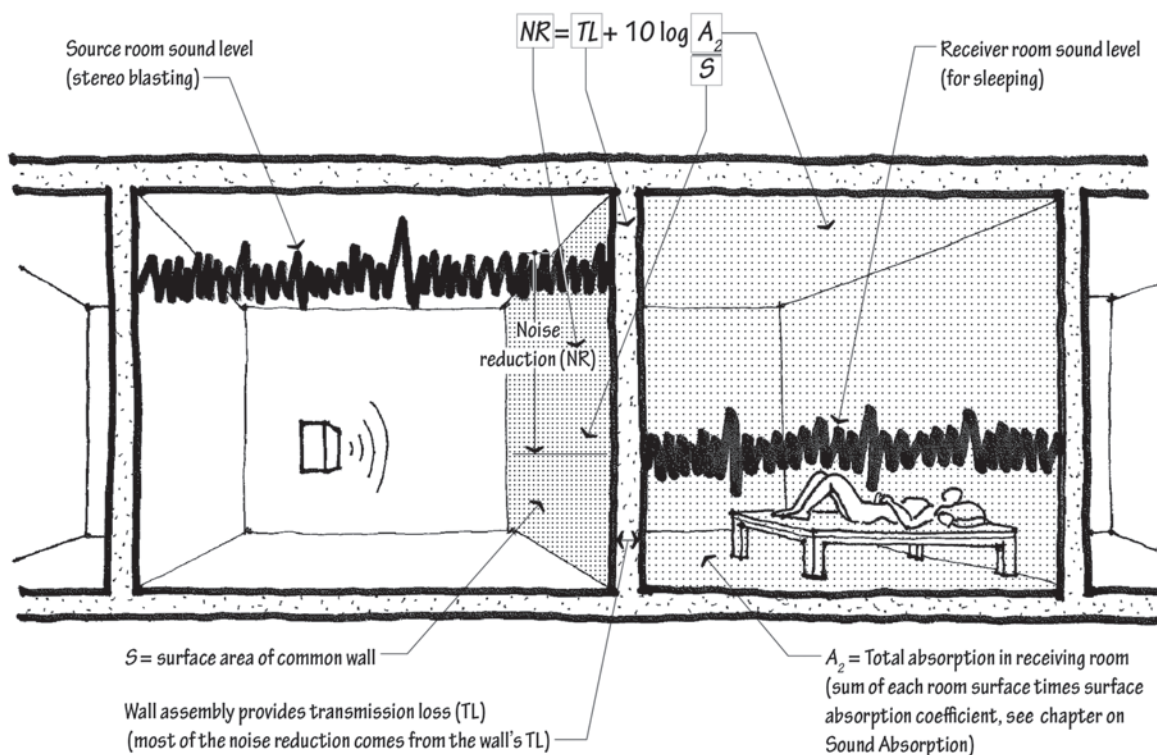 NR = TL + 10 log A₂/S
Source room sound level
(stereo blasting)
Receiver room sound level
(for sleeping)
Noise
reduction (NR)
S = surface area of common wall
Wall assembly provides transmission loss (TL)
(most of the noise reduction comes from the wall's TL)
A₂ = Total absorption in receiving room
(sum of each room surface times surface
absorption coefficient, see chapter on
Sound Absorption)